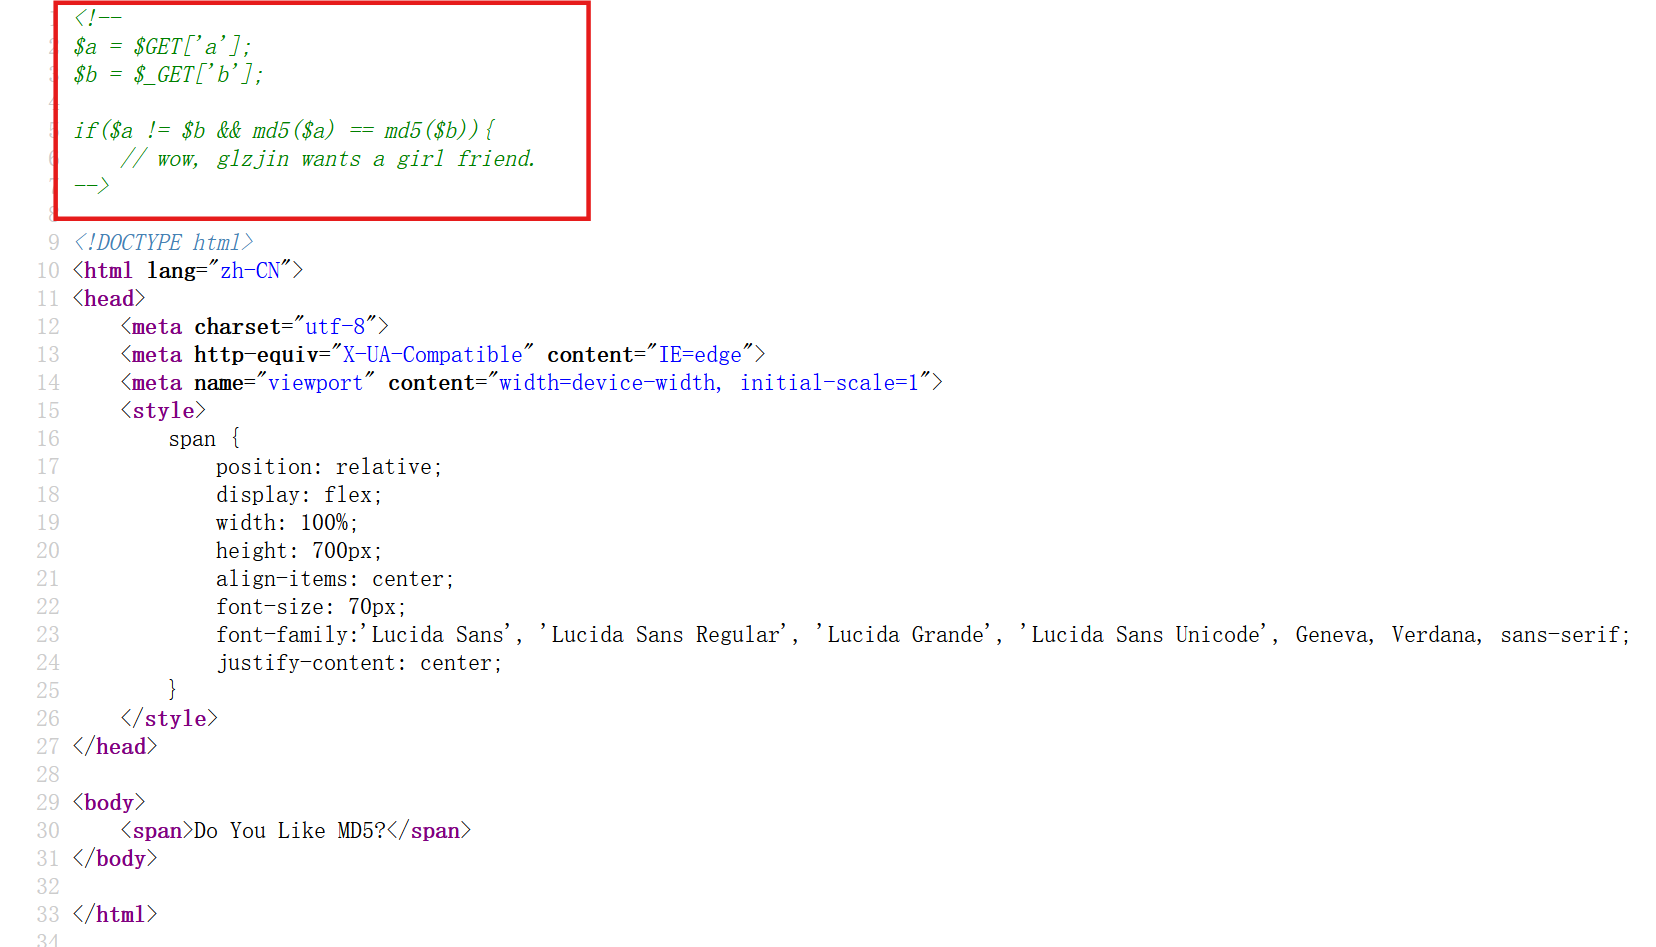 1 <!--
2 $a = $GET['a'];
3 $b = $_GET['b'];
4
5 if($a != $b && md5($a) == md5($b)){
6     // wow, glzjin wants a girl friend.
7 -->
8
9 <!DOCTYPE html>
10 <html lang="zh-CN">
11 <head>
12     <meta charset="utf-8">
13     <meta http-equiv="X-UA-Compatible" content="IE=edge">
14     <meta name="viewport" content="width=device-width, initial-scale=1">
15     <style>
16         span {
17             position: relative;
18             display: flex;
19             width: 100%;
20             height: 700px;
21             align-items: center;
22             font-size: 70px;
23             font-family:'Lucida Sans', 'Lucida Sans Regular', 'Lucida Grande', 'Lucida Sans Unicode', Geneva, Verdana, sans-serif;
24             justify-content: center;
25         }
26     </style>
27 </head>
28
29 <body>
30     <span>Do You Like MD5?</span>
31 </body>
32
33 </html>
34